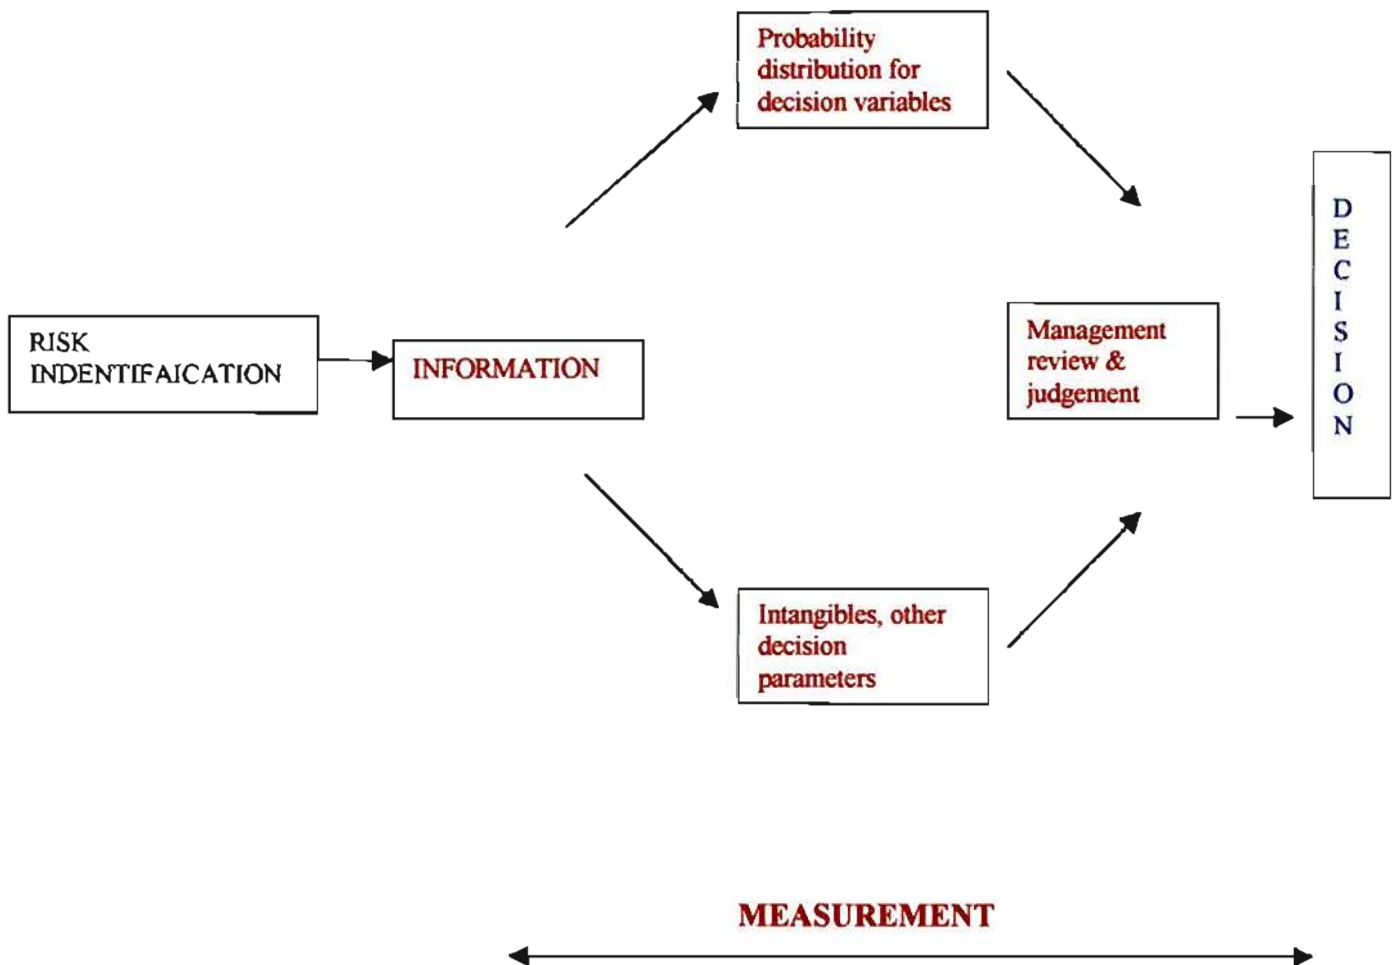 Probability
distribution for
decision variables
D
E
C
I
S
I
O
N
RISK
INDENTIFAICATION
INFORMATION
Management
review &
judgement
Intangibles, other
decision
parameters
MEASUREMENT